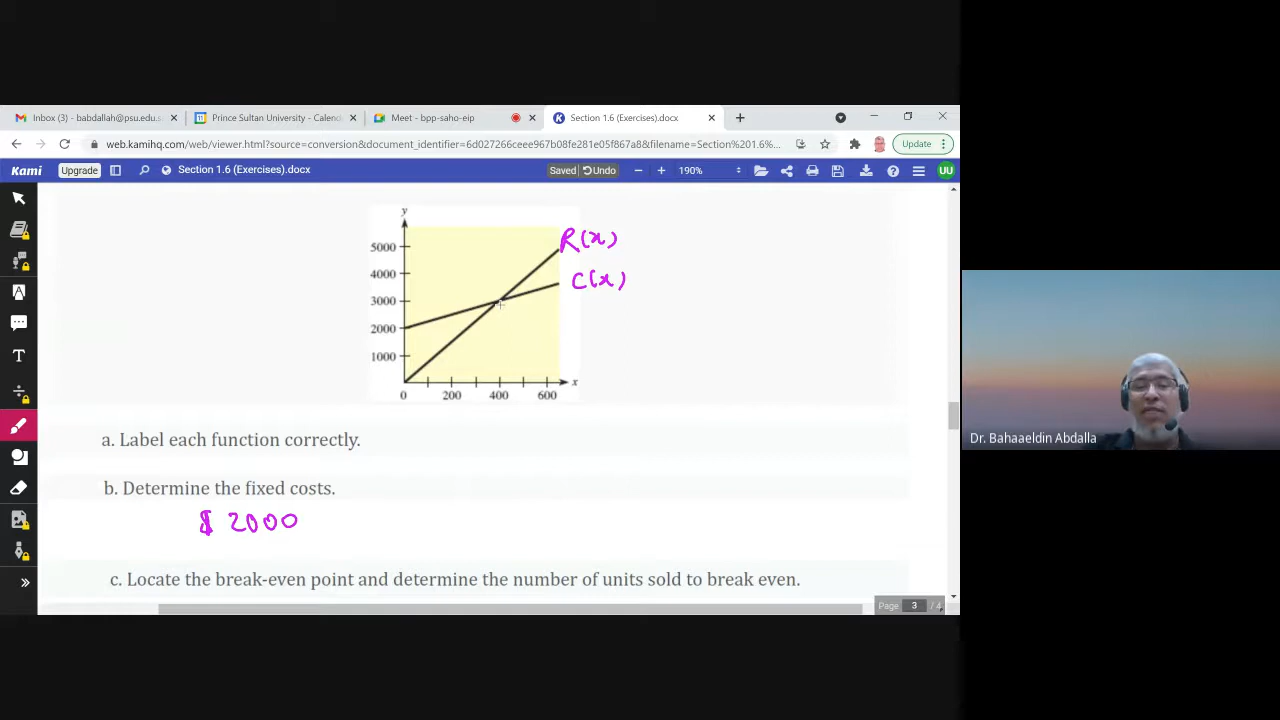 Inbox (3) - babdallah@psu.edu.s
Prince Sultan University - Calend
Meet - bpp-saho-eip
Section 1.6 (Exercises).docx
web.kamihq.com/web/viewer.html?source=conversion&document_identifier=6d027266ceee967b08fe281e05f867a8&filename=Section%201.6%...
Update
Kami
Upgrade
Section 1.6 (Exercises).docx
Saved
Undo
190%
UU
y
5000
4000
3000
2000
1000
0
200
400
600
x
R(x)
C(x)
a. Label each function correctly.
b. Determine the fixed costs.
$ 2000
c. Locate the break-even point and determine the number of units sold to break even.
Page 3 / 4
Dr. Bahaaeldin Abdalla